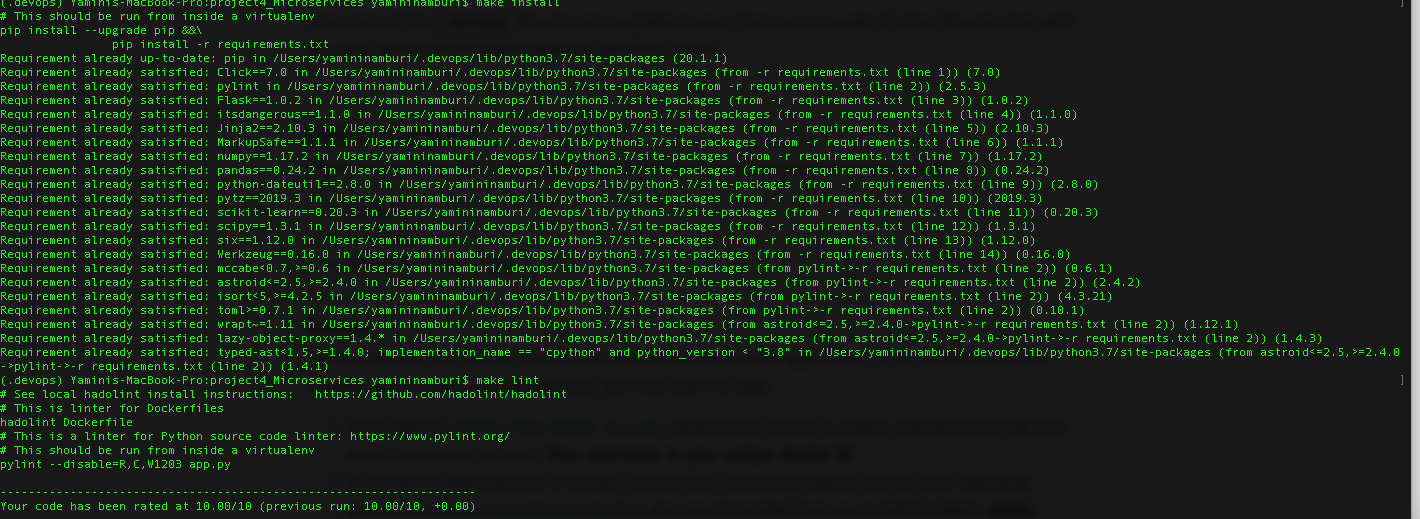 (.devops) Yaminis-MacBook-Pro:project4_Microservices yamininamburi$ make install
# This should be run from inside a virtualenv
pip install --upgrade pip &&\
pip install -r requirements.txt
Requirement already up-to-date: pip in /Users/yamininamburi/.devops/lib/python3.7/site-packages (20.1.1)
Requirement already satisfied: Click==7.0 in /Users/yamininamburi/.devops/lib/python3.7/site-packages (from -r requirements.txt (line 1)) (7.0)
Requirement already satisfied: pylint in /Users/yamininamburi/.devops/lib/python3.7/site-packages (from -r requirements.txt (line 2)) (2.5.3)
Requirement already satisfied: Flask==1.0.2 in /Users/yamininamburi/.devops/lib/python3.7/site-packages (from -r requirements.txt (line 3)) (1.0.2)
Requirement already satisfied: itsdangerous==1.1.0 in /Users/yamininamburi/.devops/lib/python3.7/site-packages (from -r requirements.txt (line 4)) (1.1.0)
Requirement already satisfied: Jinja2==2.10.3 in /Users/yamininamburi/.devops/lib/python3.7/site-packages (from -r requirements.txt (line 5)) (2.10.3)
Requirement already satisfied: MarkupSafe==1.1.1 in /Users/yamininamburi/.devops/lib/python3.7/site-packages (from -r requirements.txt (line 6)) (1.1.1)
Requirement already satisfied: numpy==1.17.2 in /Users/yamininamburi/.devops/lib/python3.7/site-packages (from -r requirements.txt (line 7)) (1.17.2)
Requirement already satisfied: pandas==0.24.2 in /Users/yamininamburi/.devops/lib/python3.7/site-packages (from -r requirements.txt (line 8)) (0.24.2)
Requirement already satisfied: python-dateutil==2.8.0 in /Users/yamininamburi/.devops/lib/python3.7/site-packages (from -r requirements.txt (line 9)) (2.8.0)
Requirement already satisfied: pytz==2019.3 in /Users/yamininamburi/.devops/lib/python3.7/site-packages (from -r requirements.txt (line 10)) (2019.3)
Requirement already satisfied: scikit-learn==0.20.3 in /Users/yamininamburi/.devops/lib/python3.7/site-packages (from -r requirements.txt (line 11)) (0.20.3)
Requirement already satisfied: scipy==1.3.1 in /Users/yamininamburi/.devops/lib/python3.7/site-packages (from -r requirements.txt (line 12)) (1.3.1)
Requirement already satisfied: six==1.12.0 in /Users/yamininamburi/.devops/lib/python3.7/site-packages (from -r requirements.txt (line 13)) (1.12.0)
Requirement already satisfied: Werkzeug==0.16.0 in /Users/yamininamburi/.devops/lib/python3.7/site-packages (from -r requirements.txt (line 14)) (0.16.0)
Requirement already satisfied: mccabe<0.7,>=0.6 in /Users/yamininamburi/.devops/lib/python3.7/site-packages (from pylint->-r requirements.txt (line 2)) (0.6.1)
Requirement already satisfied: astroid<=2.5,>=2.4.0 in /Users/yamininamburi/.devops/lib/python3.7/site-packages (from pylint->-r requirements.txt (line 2)) (2.4.2)
Requirement already satisfied: isort<5,>=4.2.5 in /Users/yamininamburi/.devops/lib/python3.7/site-packages (from pylint->-r requirements.txt (line 2)) (4.3.21)
Requirement already satisfied: toml>=0.7.1 in /Users/yamininamburi/.devops/lib/python3.7/site-packages (from pylint->-r requirements.txt (line 2)) (0.10.1)
Requirement already satisfied: wrapt~=1.11 in /Users/yamininamburi/.devops/lib/python3.7/site-packages (from astroid<=2.5,>=2.4.0->pylint->-r requirements.txt (line 2)) (1.12.1)
Requirement already satisfied: lazy-object-proxy==1.4.* in /Users/yamininamburi/.devops/lib/python3.7/site-packages (from astroid<=2.5,>=2.4.0->pylint->-r requirements.txt (line 2)) (1.4.3)
Requirement already satisfied: typed-ast<1.5,>=1.4.0; implementation_name == "cpython" and python_version < "3.8" in /Users/yamininamburi/.devops/lib/python3.7/site-packages (from astroid<=2.5,>=2.4.0
->pylint->-r requirements.txt (line 2)) (1.4.1)
(.devops) Yaminis-MacBook-Pro:project4_Microservices yamininamburi$ make lint
# See local hadolint install instructions:   https://github.com/hadolint/hadolint
# This is linter for Dockerfiles
hadolint Dockerfile
# This is a linter for Python source code linter: https://www.pylint.org/
# This should be run from inside a virtualenv
pylint --disable=R,C,W1203 app.py
--------------------------------------------------------------------
Your code has been rated at 10.00/10 (previous run: 10.00/10, +0.00)